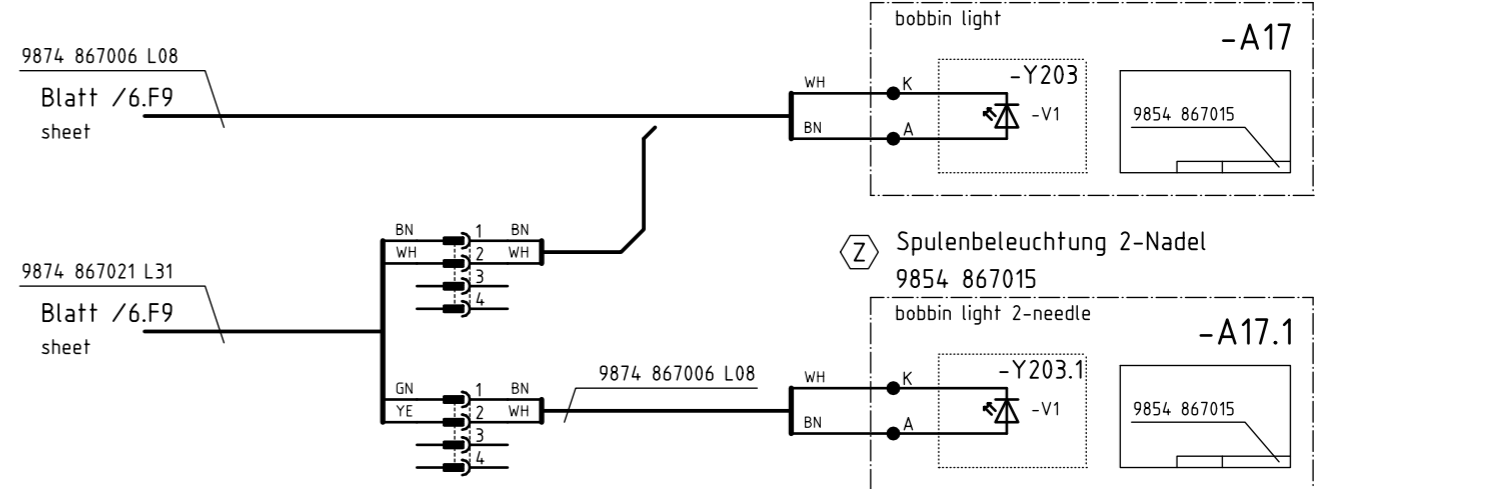 bobbin light
-A17
9874 867006 L08
Blatt /6.F9
sheet
WH
K
-Y203
-V1
BN
A
9854 867015
BN
1
BN
WH
2
WH
3
4
9874 867021 L31
Blatt /6.F9
sheet
Z
Spulenbeleuchtung 2-Nadel
9854 867015
bobbin light 2-needle
-A17.1
GN
1
BN
YE
2
WH
3
4
9874 867006 L08
WH
K
-Y203.1
-V1
BN
A
9854 867015